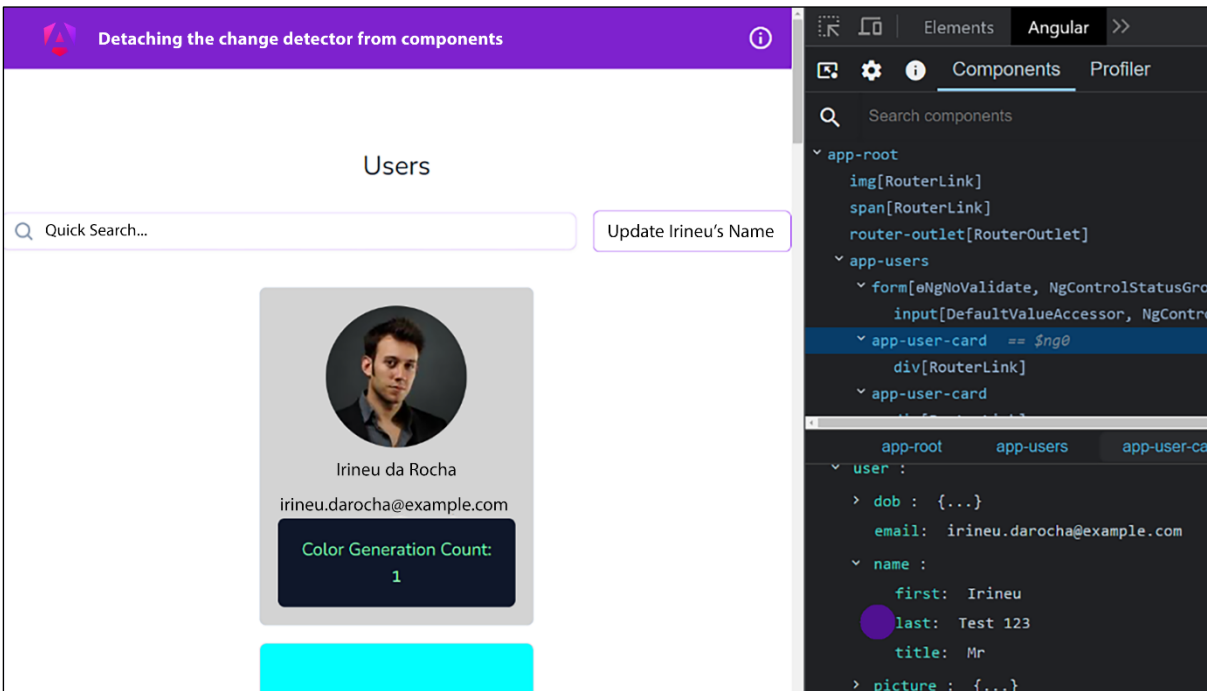 Detaching the change detector from components
Users
Quick Search...
Update Irineu's Name
Irineu da Rocha
irineu.darocha@example.com
Color Generation Count:
1
Elements
Angular
Components
Profiler
Search components
app-root
img[RouterLink]
span[RouterLink]
router-outlet[RouterOutlet]
app-users
form[ɵNgNoValidate, NgControlStatusGro
input[DefaultValueAccessor, NgContro
app-user-card == $ng0
div[RouterLink]
app-user-card
app-root
app-users
app-user-ca
user :
dob : {...}
email: irineu.darocha@example.com
name :
first: Irineu
last: Test 123
title: Mr
picture : {...}